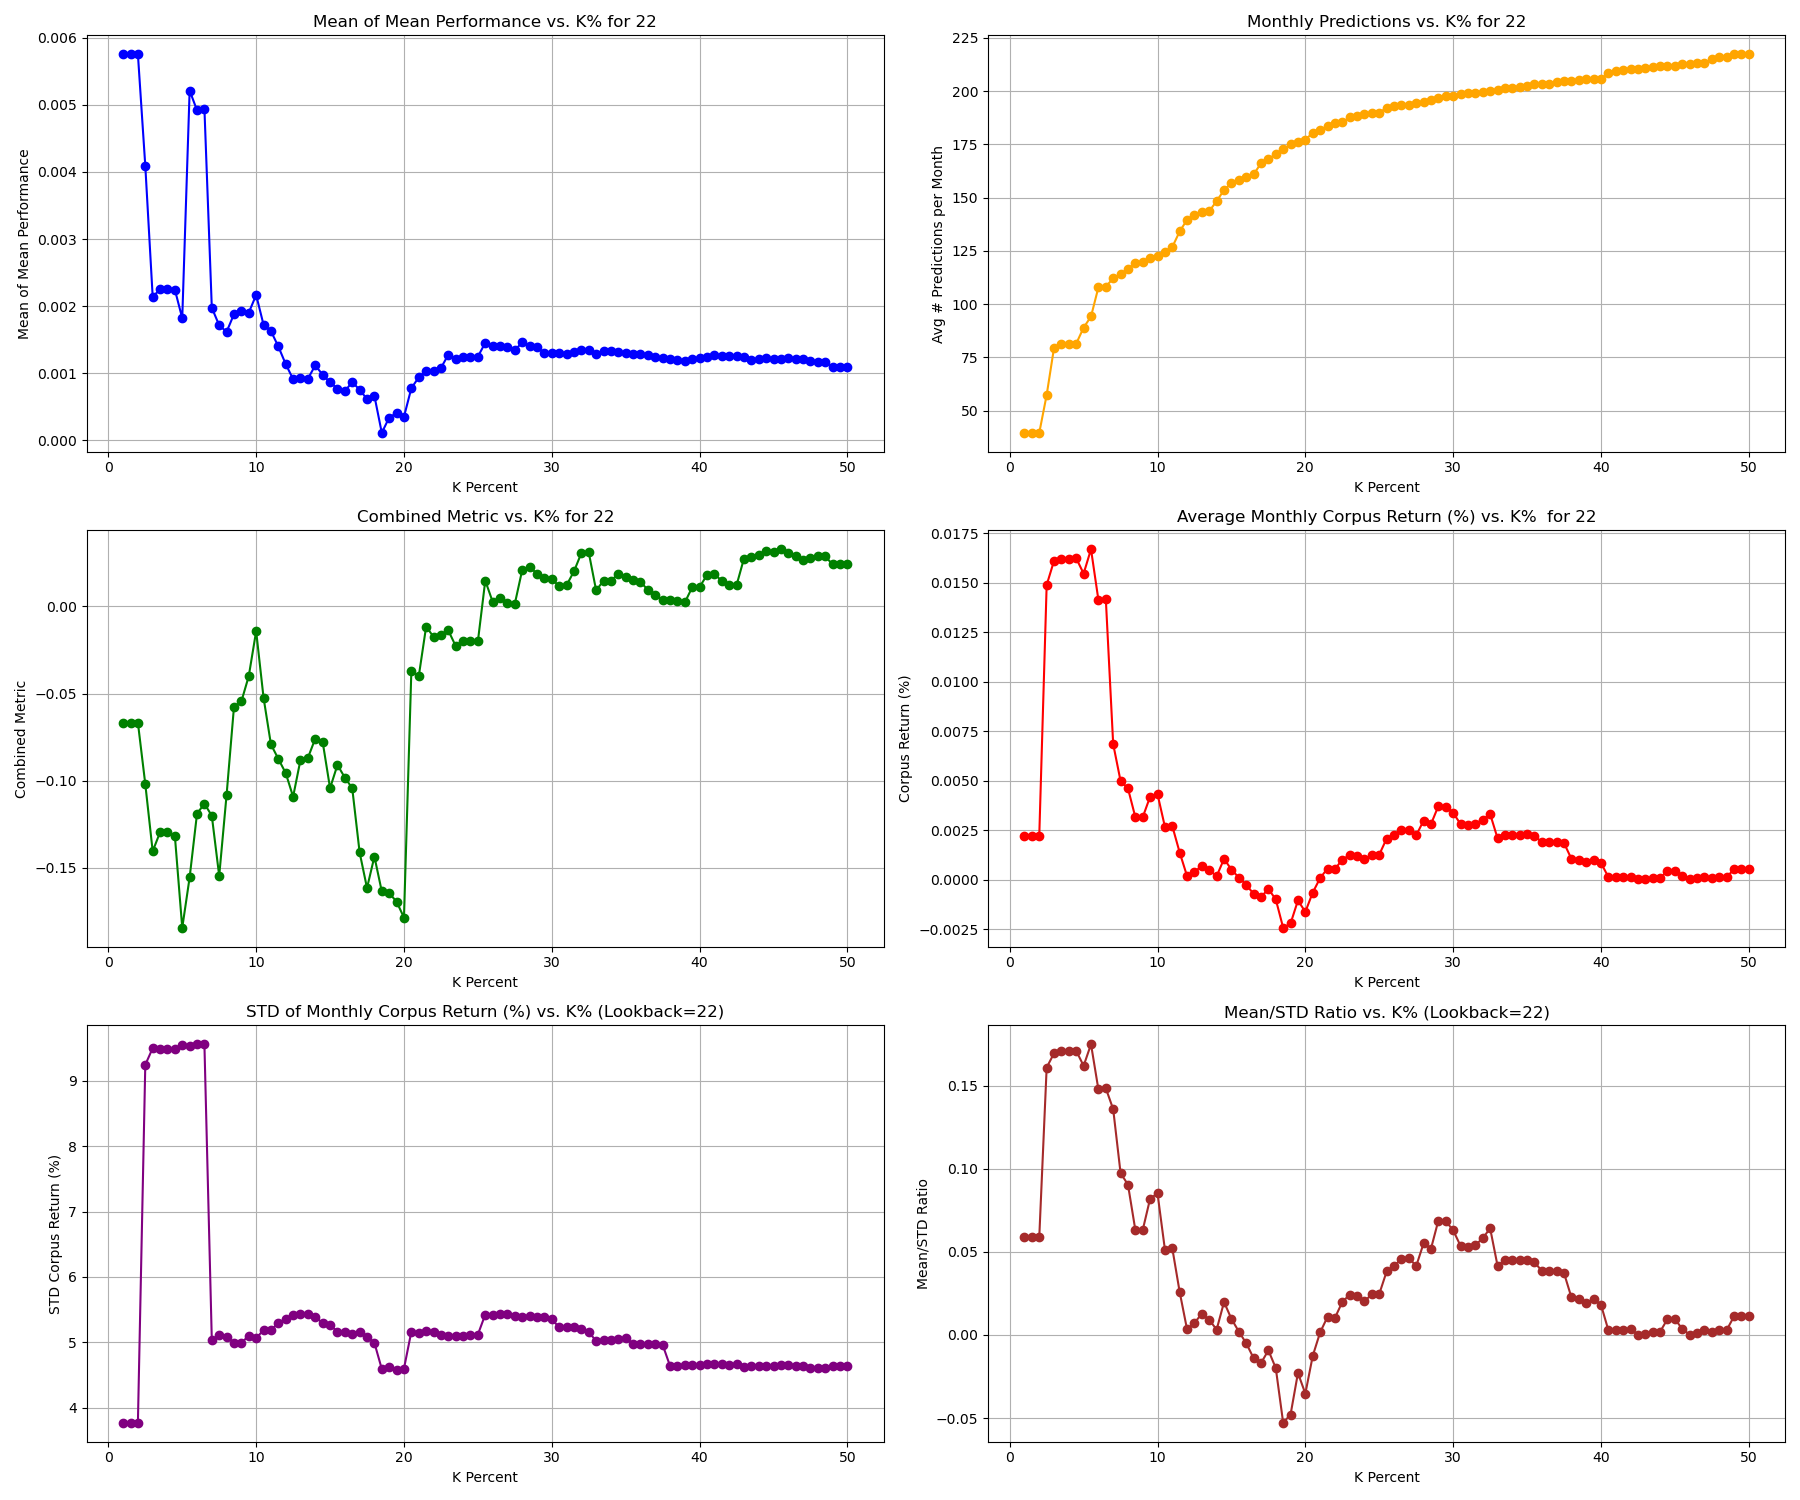 Mean of Mean Performance vs. K% for 22
Mean of Mean Performance
0.006
0.005
0.004
0.003
0.002
0.001
0.000
0 10 20 30 40 50
K Percent
Monthly Predictions vs. K% for 22
Avg # Predictions per Month
225
200
175
150
125
100
75
50
0 10 20 30 40 50
K Percent
Combined Metric vs. K% for 22
Combined Metric
0.00
−0.05
−0.10
−0.15
0 10 20 30 40 50
K Percent
Average Monthly Corpus Return (%) vs. K%  for 22
Corpus Return (%)
0.0175
0.0150
0.0125
0.0100
0.0075
0.0050
0.0025
0.0000
−0.0025
0 10 20 30 40 50
K Percent
STD of Monthly Corpus Return (%) vs. K% (Lookback=22)
STD Corpus Return (%)
9
8
7
6
5
4
0 10 20 30 40 50
K Percent
Mean/STD Ratio vs. K% (Lookback=22)
Mean/STD Ratio
0.15
0.10
0.05
0.00
−0.05
0 10 20 30 40 50
K Percent